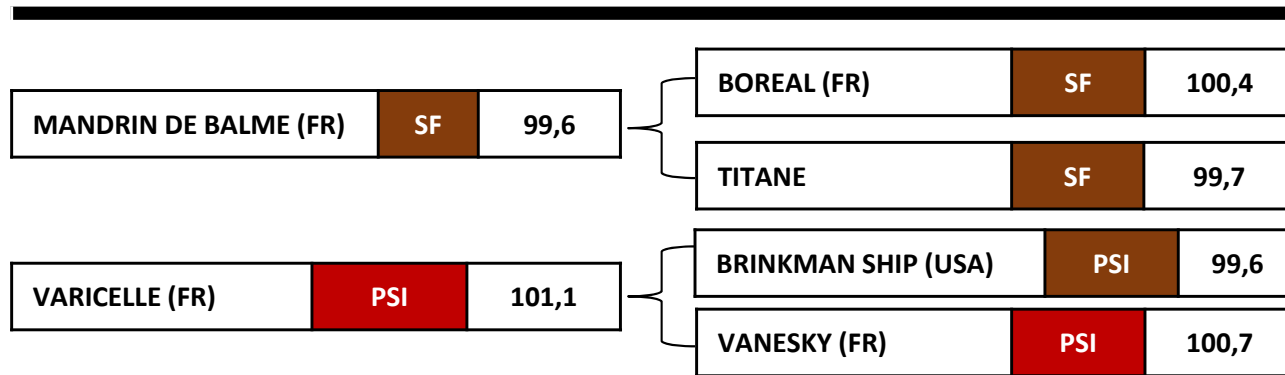 BOREAL (FR) SF 100,4
MANDRIN DE BALME (FR) SF 99,6
TITANE SF 99,7
BRINKMAN SHIP (USA) PSI 99,6
VARICELLE (FR) PSI 101,1
VANESKY (FR) PSI 100,7